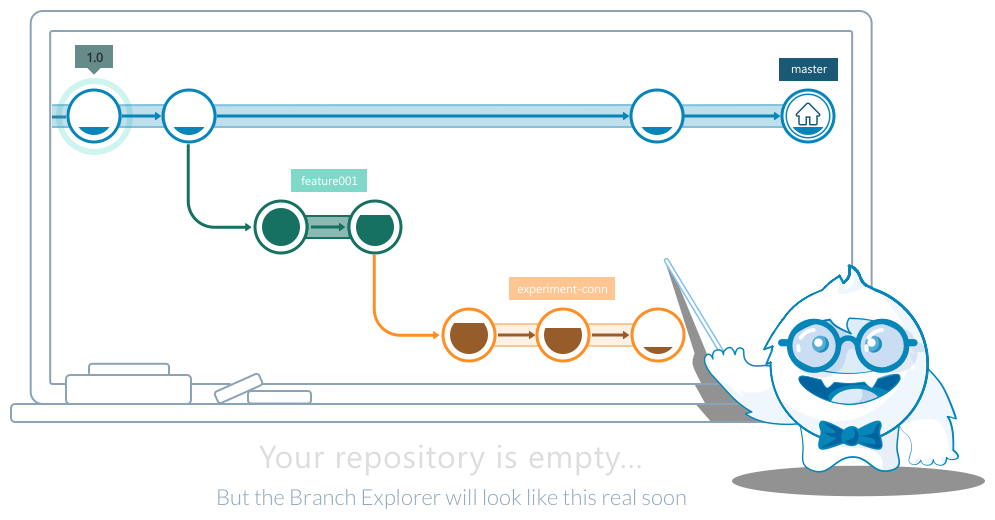 1.0
master
feature001
experiment-conn
Your repository is empty...
But the Branch Explorer will look like this real soon